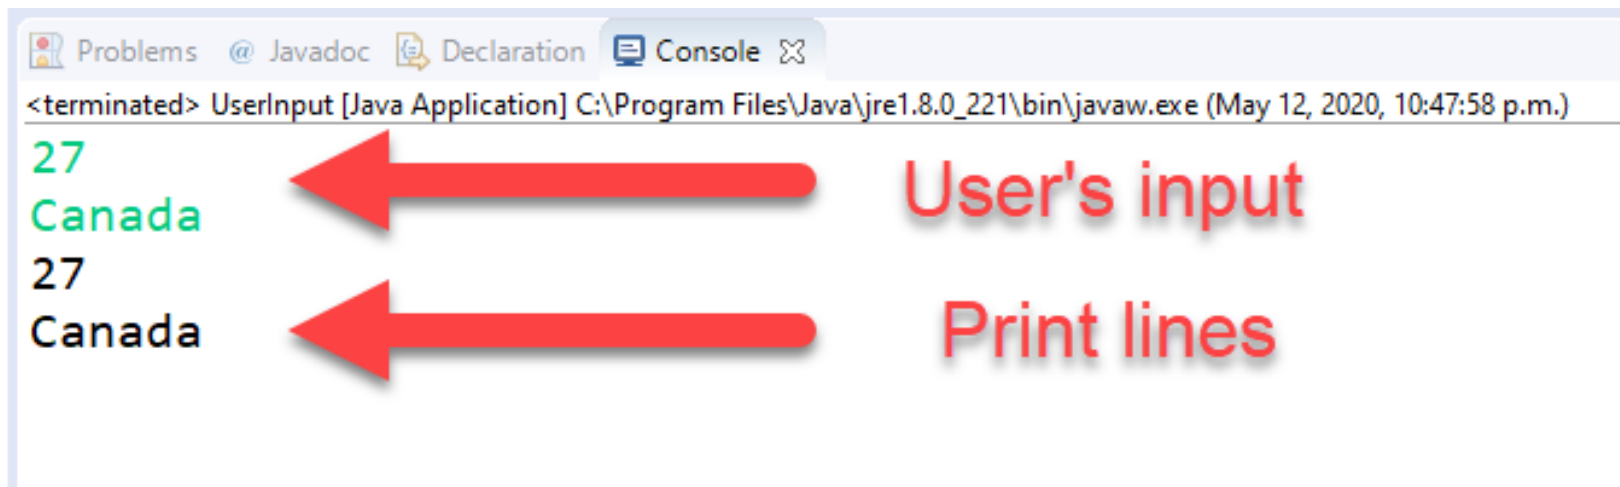 Problems @ Javadoc Declaration Console
<terminated> UserInput [Java Application] C:\Program Files\Java\jre1.8.0_221\bin\javaw.exe (May 12, 2020, 10:47:58 p.m.)
27
Canada
User's input
27
Canada
Print lines